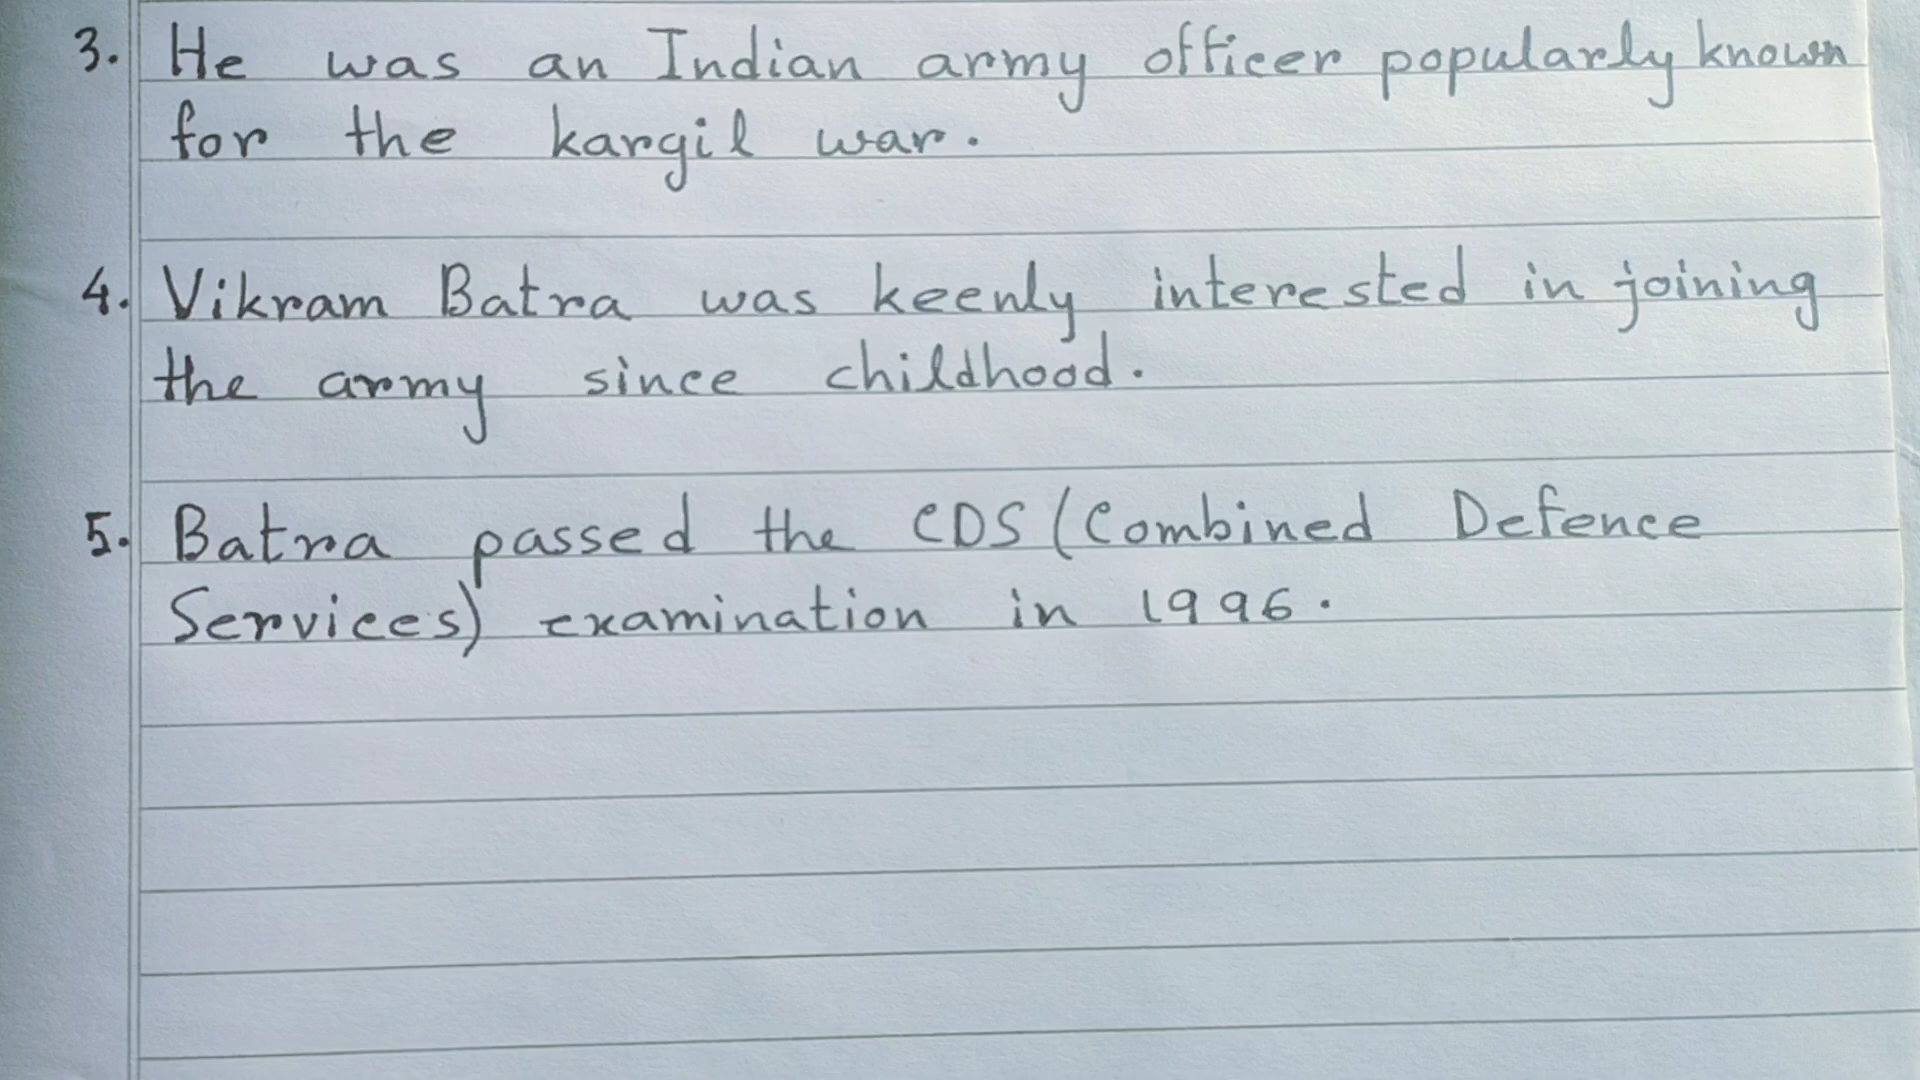 3. He was an Indian army officer popularly known
for the kargil war.
4. Vikram Batra was keenly interested in joining
the army since childhood.
5. Batra passed the CDS (Combined Defence
Services) examination in 1996.